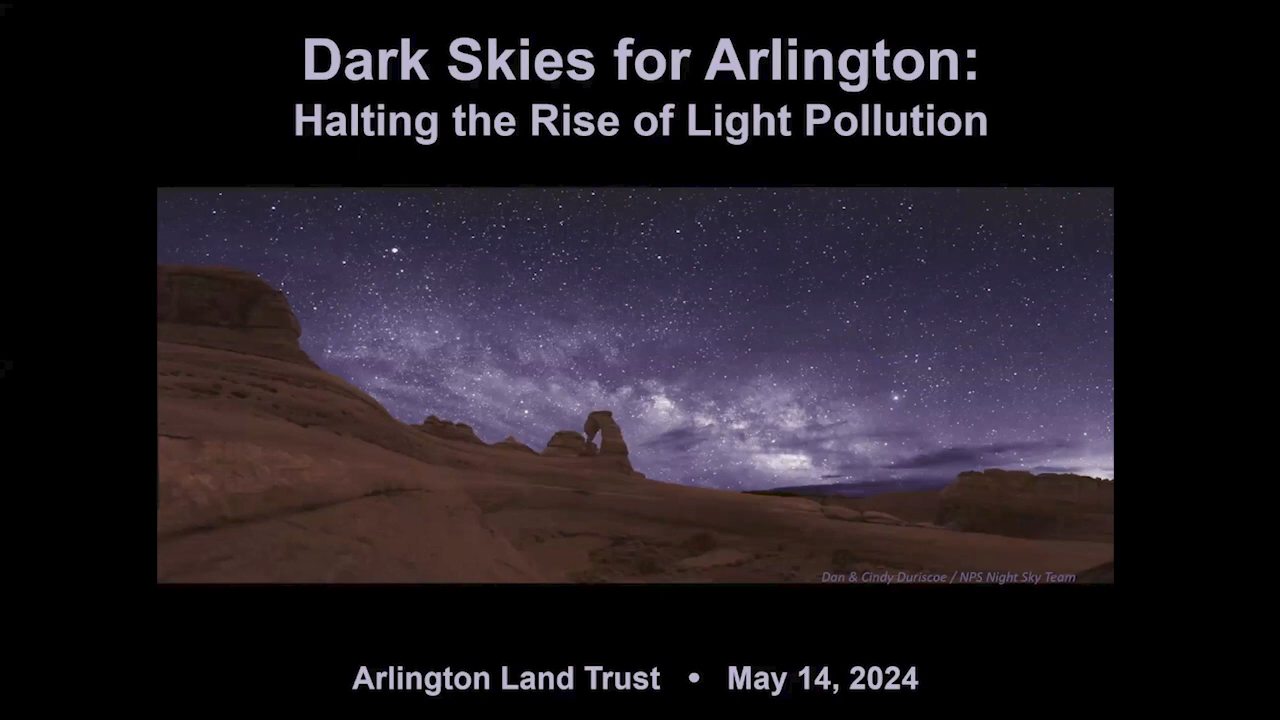 Dark Skies for Arlington:
Halting the Rise of Light Pollution
Dan & Cindy Duriscoe / NPS Night Sky Team
Arlington Land Trust • May 14, 2024